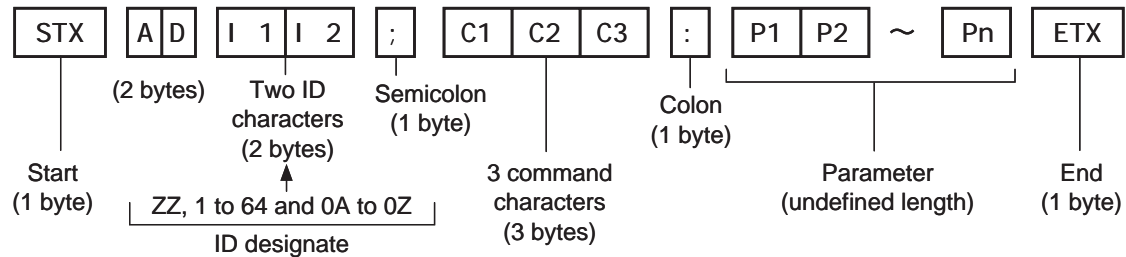 STX A D I 1 I 2 ; C1 C2 C3 : P1 P2 ~ Pn ETX
(2 bytes)
Two ID
characters
(2 bytes)
Semicolon
(1 byte)
Colon
(1 byte)
Start
(1 byte)
3 command
characters
(3 bytes)
Parameter
(undefined length)
End
(1 byte)
ZZ, 1 to 64 and 0A to 0Z
ID designate